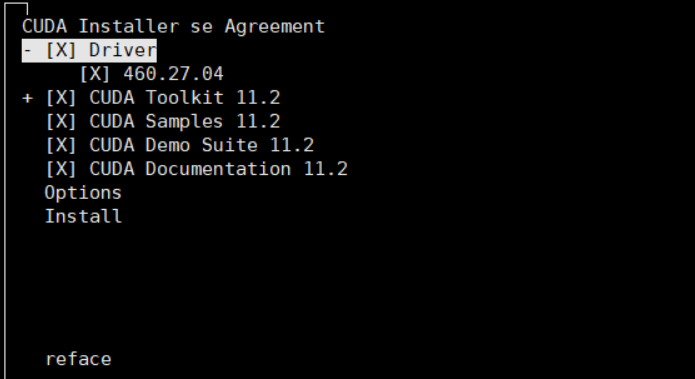 CUDA Installer se Agreement
- [X] Driver
[X] 460.27.04
+ [X] CUDA Toolkit 11.2
[X] CUDA Samples 11.2
[X] CUDA Demo Suite 11.2
[X] CUDA Documentation 11.2
Options
Install
reface